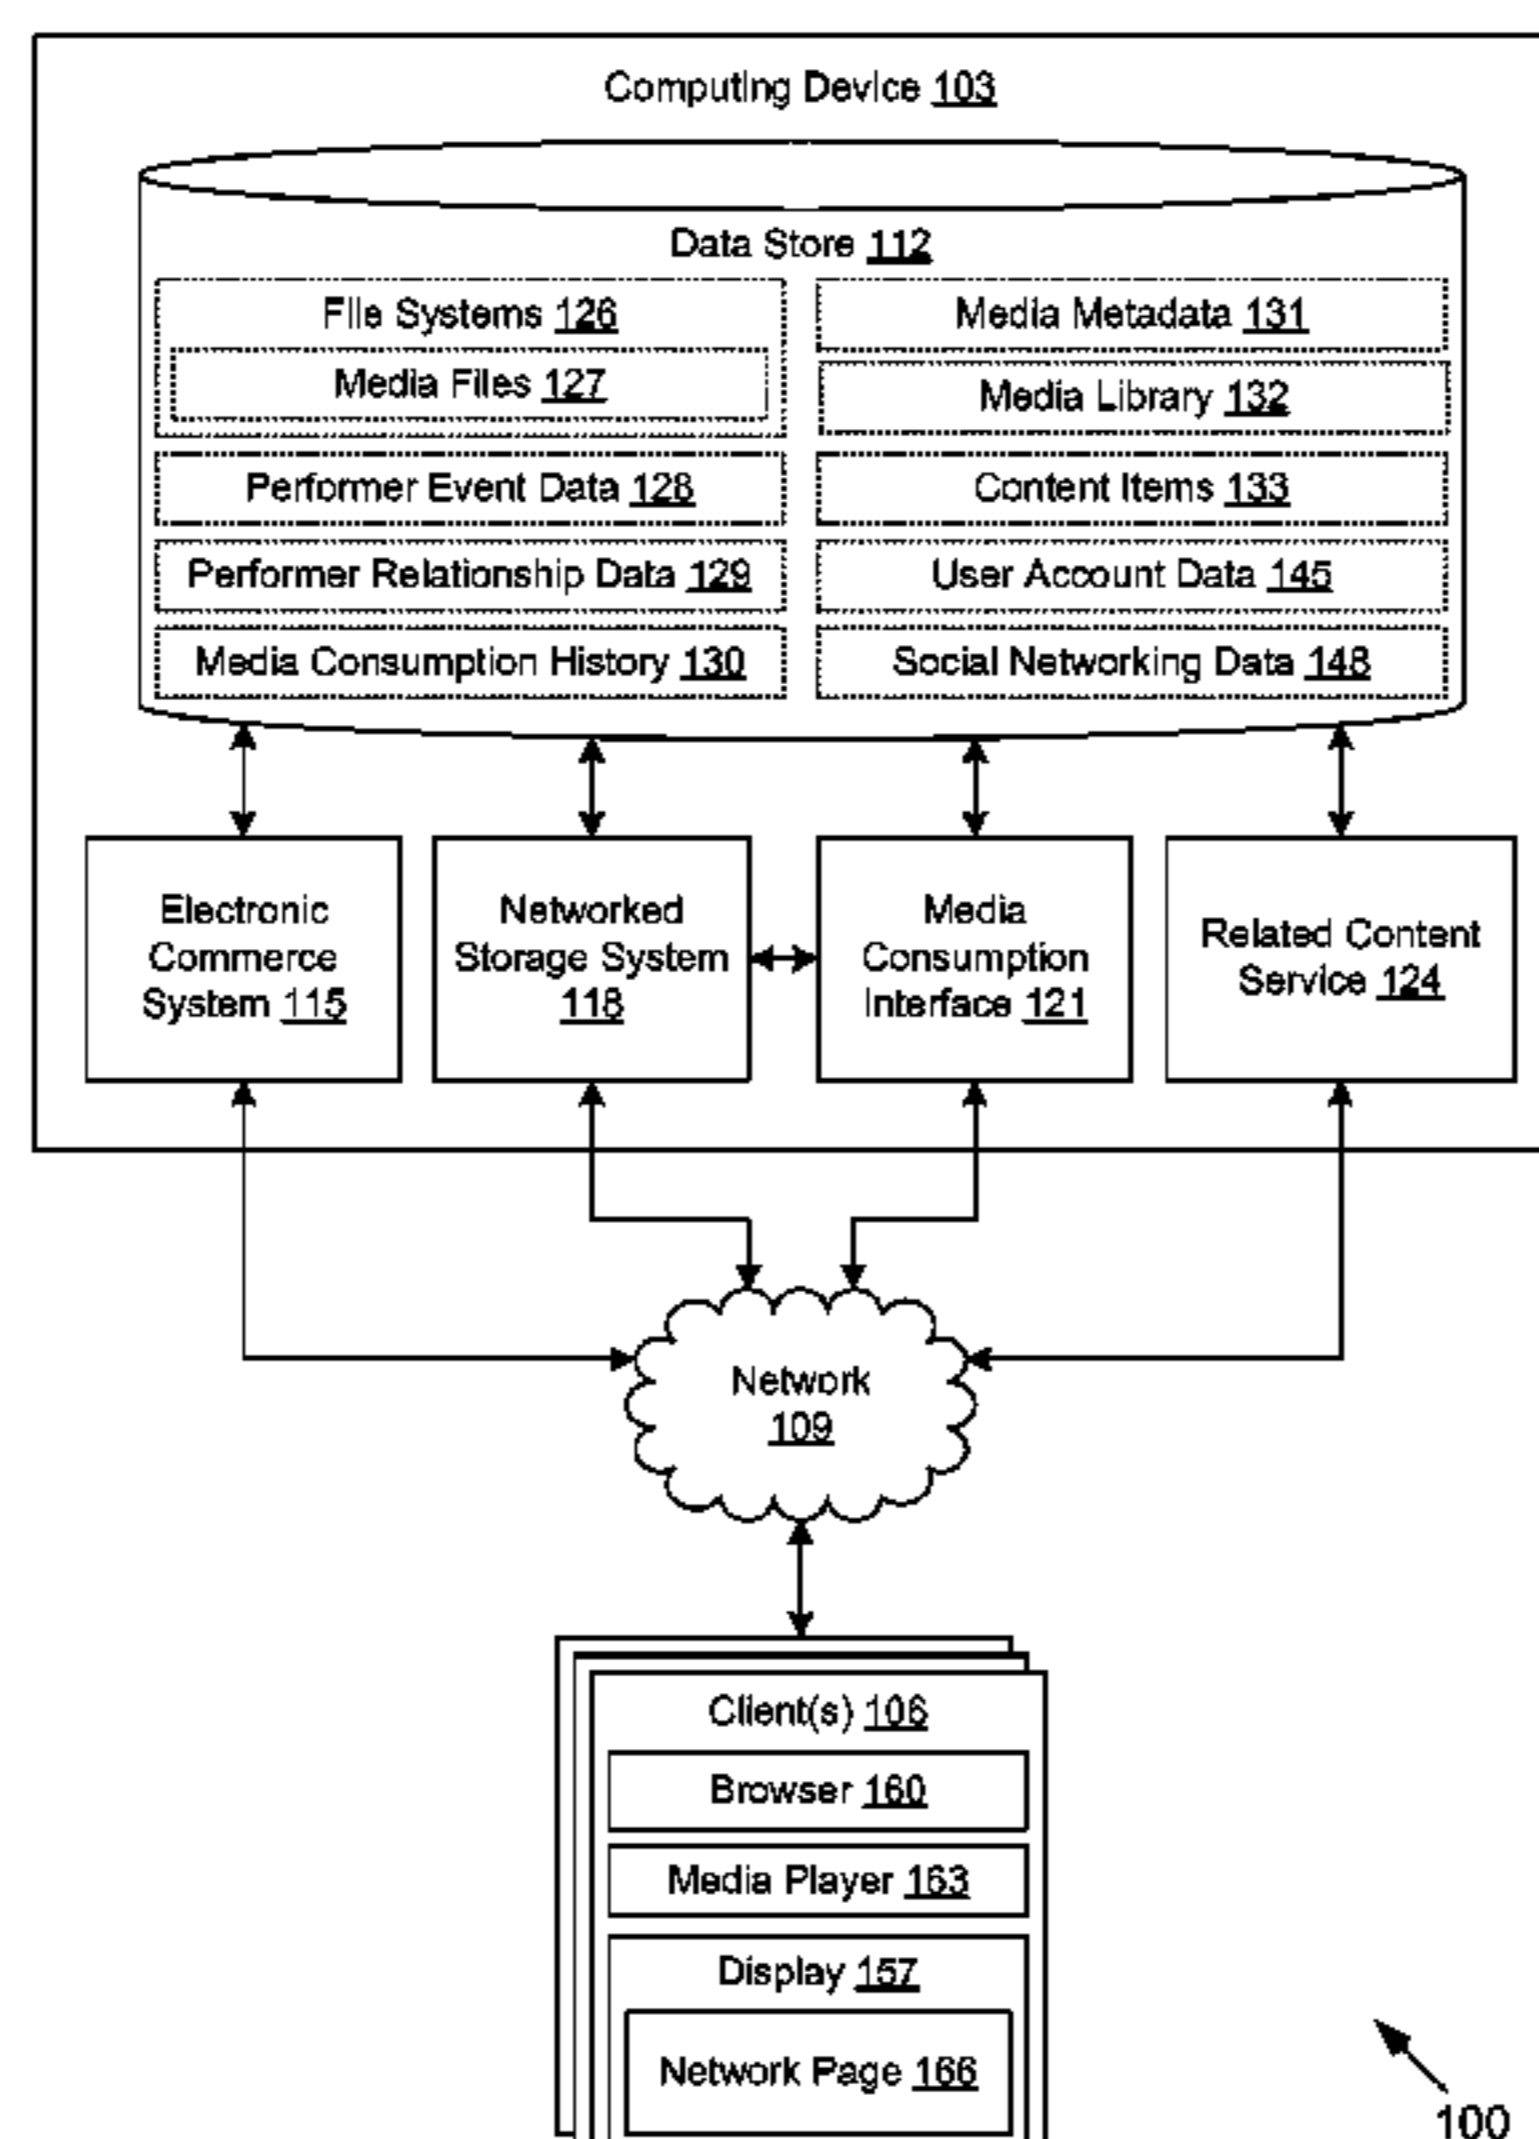 Computing Device 103
Data Store 112
File Systems 126
Media Files 127
Performer Event Data 128
Performer Relationship Data 129
Media Consumption History 130
Media Metadata 131
Media Library 132
Content Items 133
User Account Data 145
Social Networking Data 148
Electronic
Commerce
System 115
Networked
Storage System
118
Media
Consumption
Interface 121
Related Content
Service 124
Network
109
Client(s) 106
Browser 160
Media Player 163
Display 157
Network Page 166
100